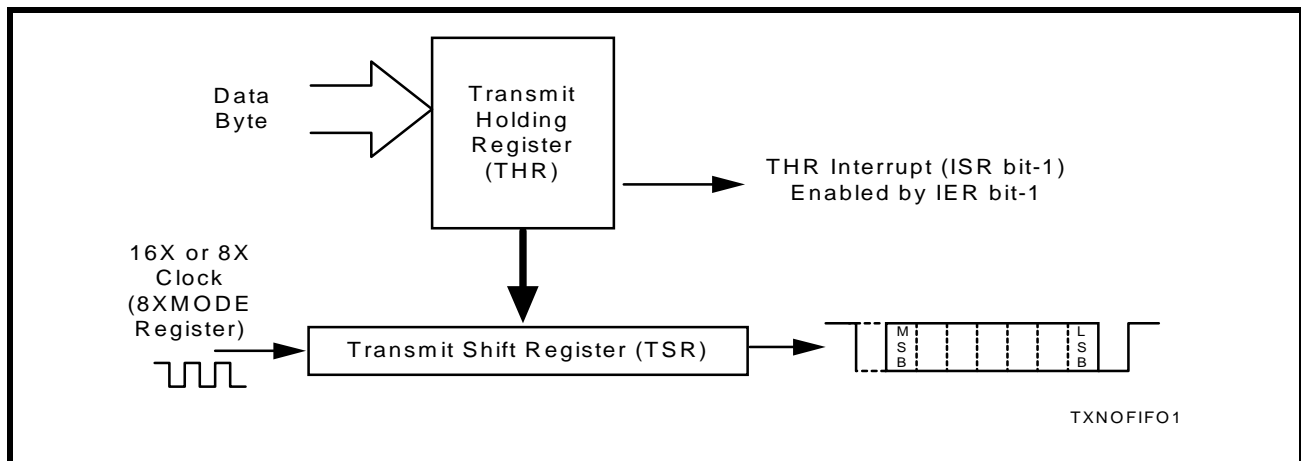 Data
Byte
Transmit
Holding
Register
(THR)
THR Interrupt (ISR bit-1)
Enabled by IER bit-1
16X or 8X
Clock
(8XMODE
Register)
Transmit Shift Register (TSR)
M
S
B
L
S
B
TXNOFIFO1